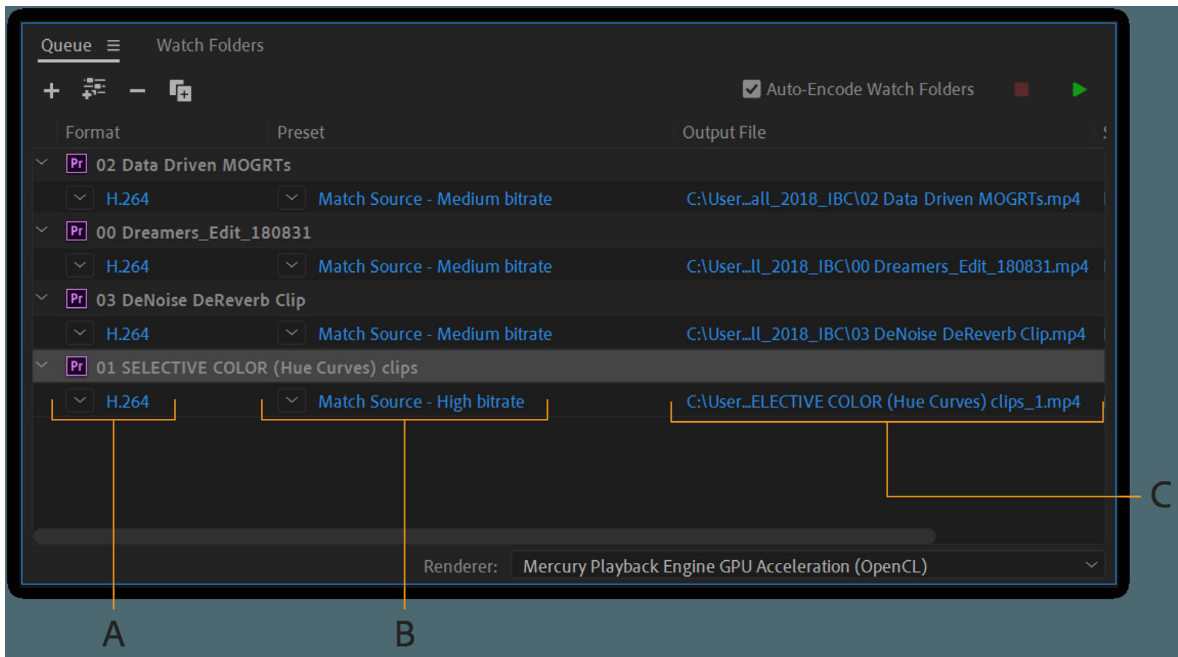 Queue Watch Folders
Auto-Encode Watch Folders
Format Preset Output File
Pr 02 Data Driven MOGRTs
H.264 Match Source - Medium bitrate C:\User...all_2018_IBC\02 Data Driven MOGRTs.mp4
Pr 00 Dreamers_Edit_180831
H.264 Match Source - Medium bitrate C:\User...ll_2018_IBC\00 Dreamers_Edit_180831.mp4
Pr 03 DeNoise DeReverb Clip
H.264 Match Source - Medium bitrate C:\User...ll_2018_IBC\03 DeNoise DeReverb Clip.mp4
Pr 01 SELECTIVE COLOR (Hue Curves) clips
H.264 Match Source - High bitrate C:\User...ELECTIVE COLOR (Hue Curves) clips_1.mp4
C
Renderer: Mercury Playback Engine GPU Acceleration (OpenCL)
A B